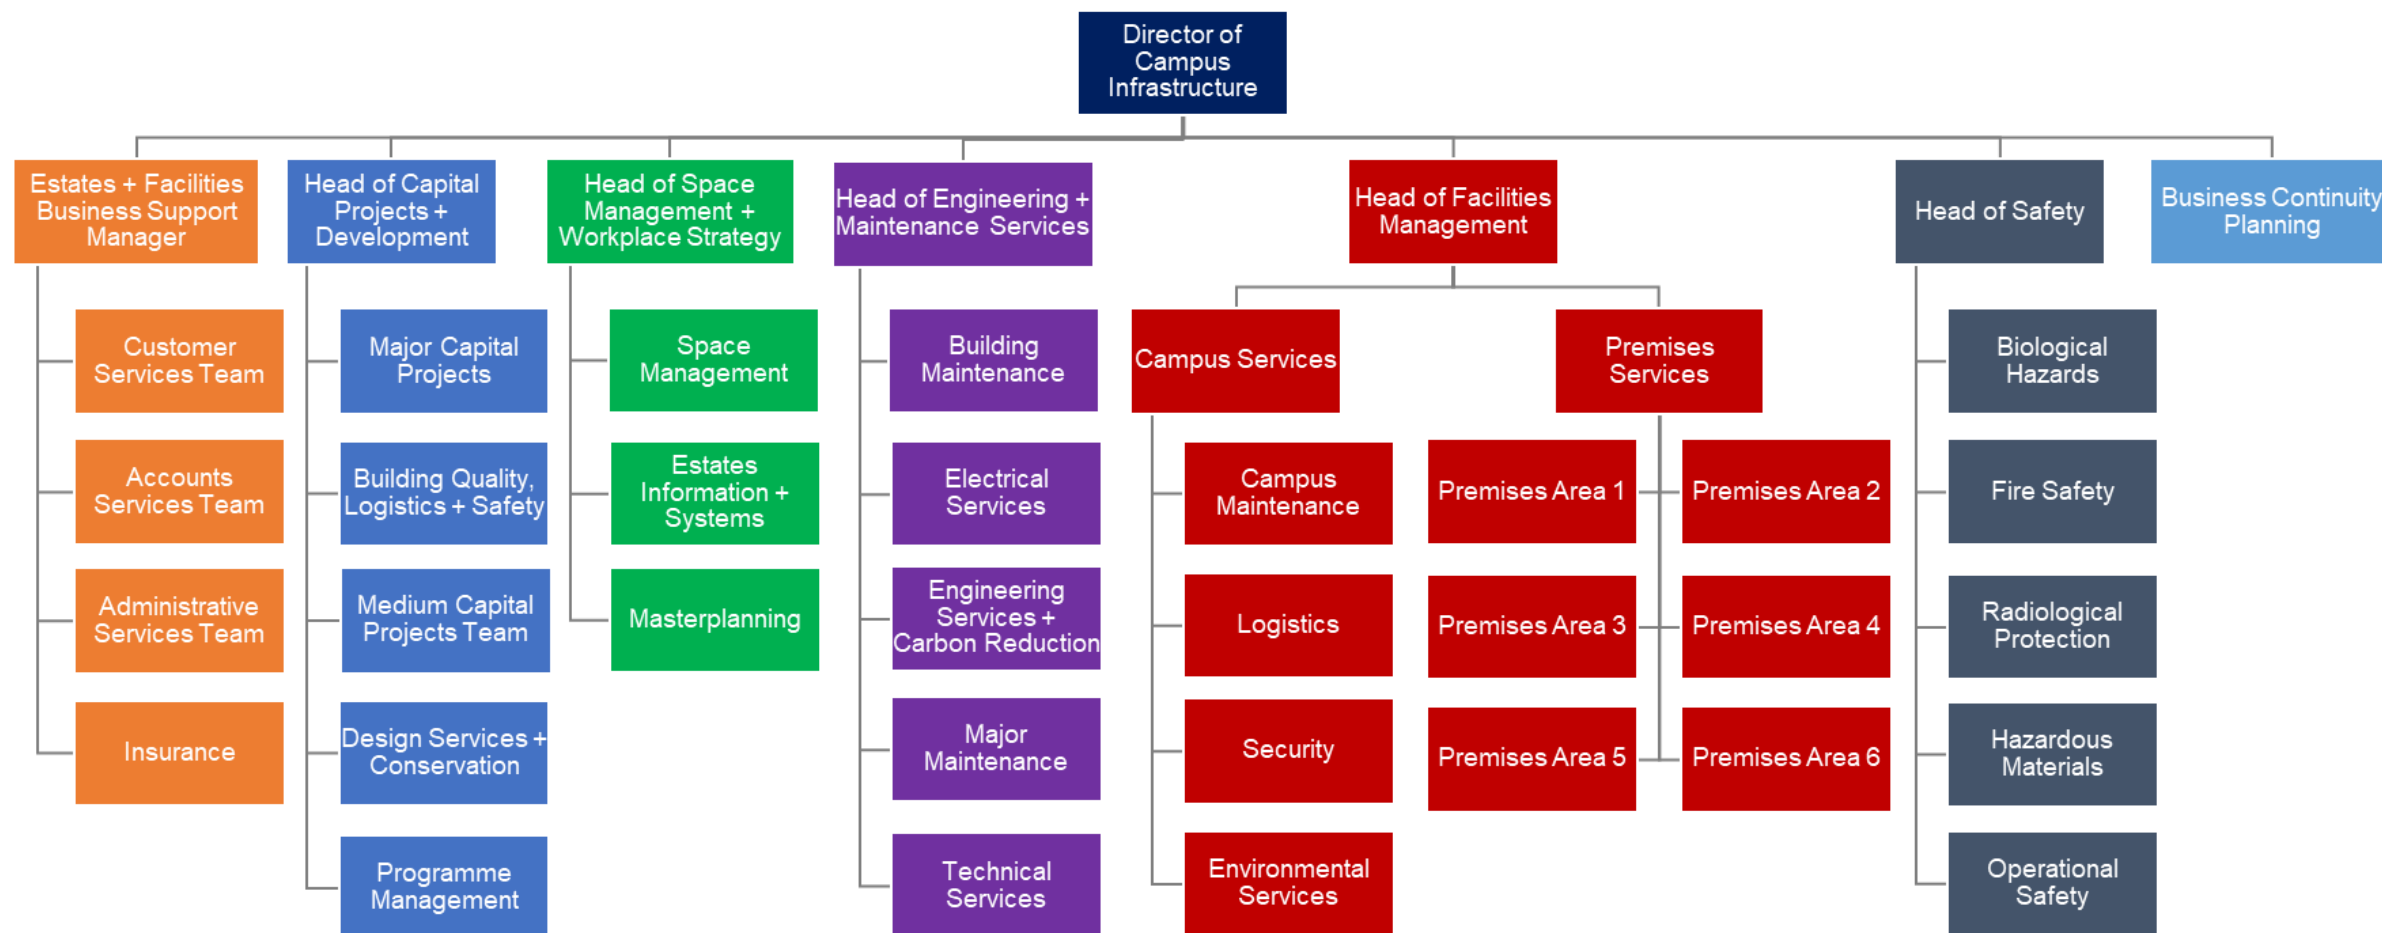 Director of
Campus
Infrastructure
Estates + Facilities
Business Support
Manager
Head of Capital
Projects +
Development
Head of Space
Management +
Workplace Strategy
Head of Engineering +
Maintenance Services
Head of Facilities
Management
Head of Safety
Business Continuity
Planning
Customer
Services Team
Accounts
Services Team
Administrative
Services Team
Insurance
Major Capital
Projects
Building Quality,
Logistics + Safety
Medium Capital
Projects Team
Design Services +
Conservation
Programme
Management
Space
Management
Estates
Information +
Systems
Masterplanning
Building
Maintenance
Electrical
Services
Engineering
Services +
Carbon Reduction
Major
Maintenance
Technical
Services
Campus Services
Campus
Maintenance
Logistics
Security
Environmental
Services
Premises
Services
Premises Area 1
Premises Area 2
Premises Area 3
Premises Area 4
Premises Area 5
Premises Area 6
Biological
Hazards
Fire Safety
Radiological
Protection
Hazardous
Materials
Operational
Safety